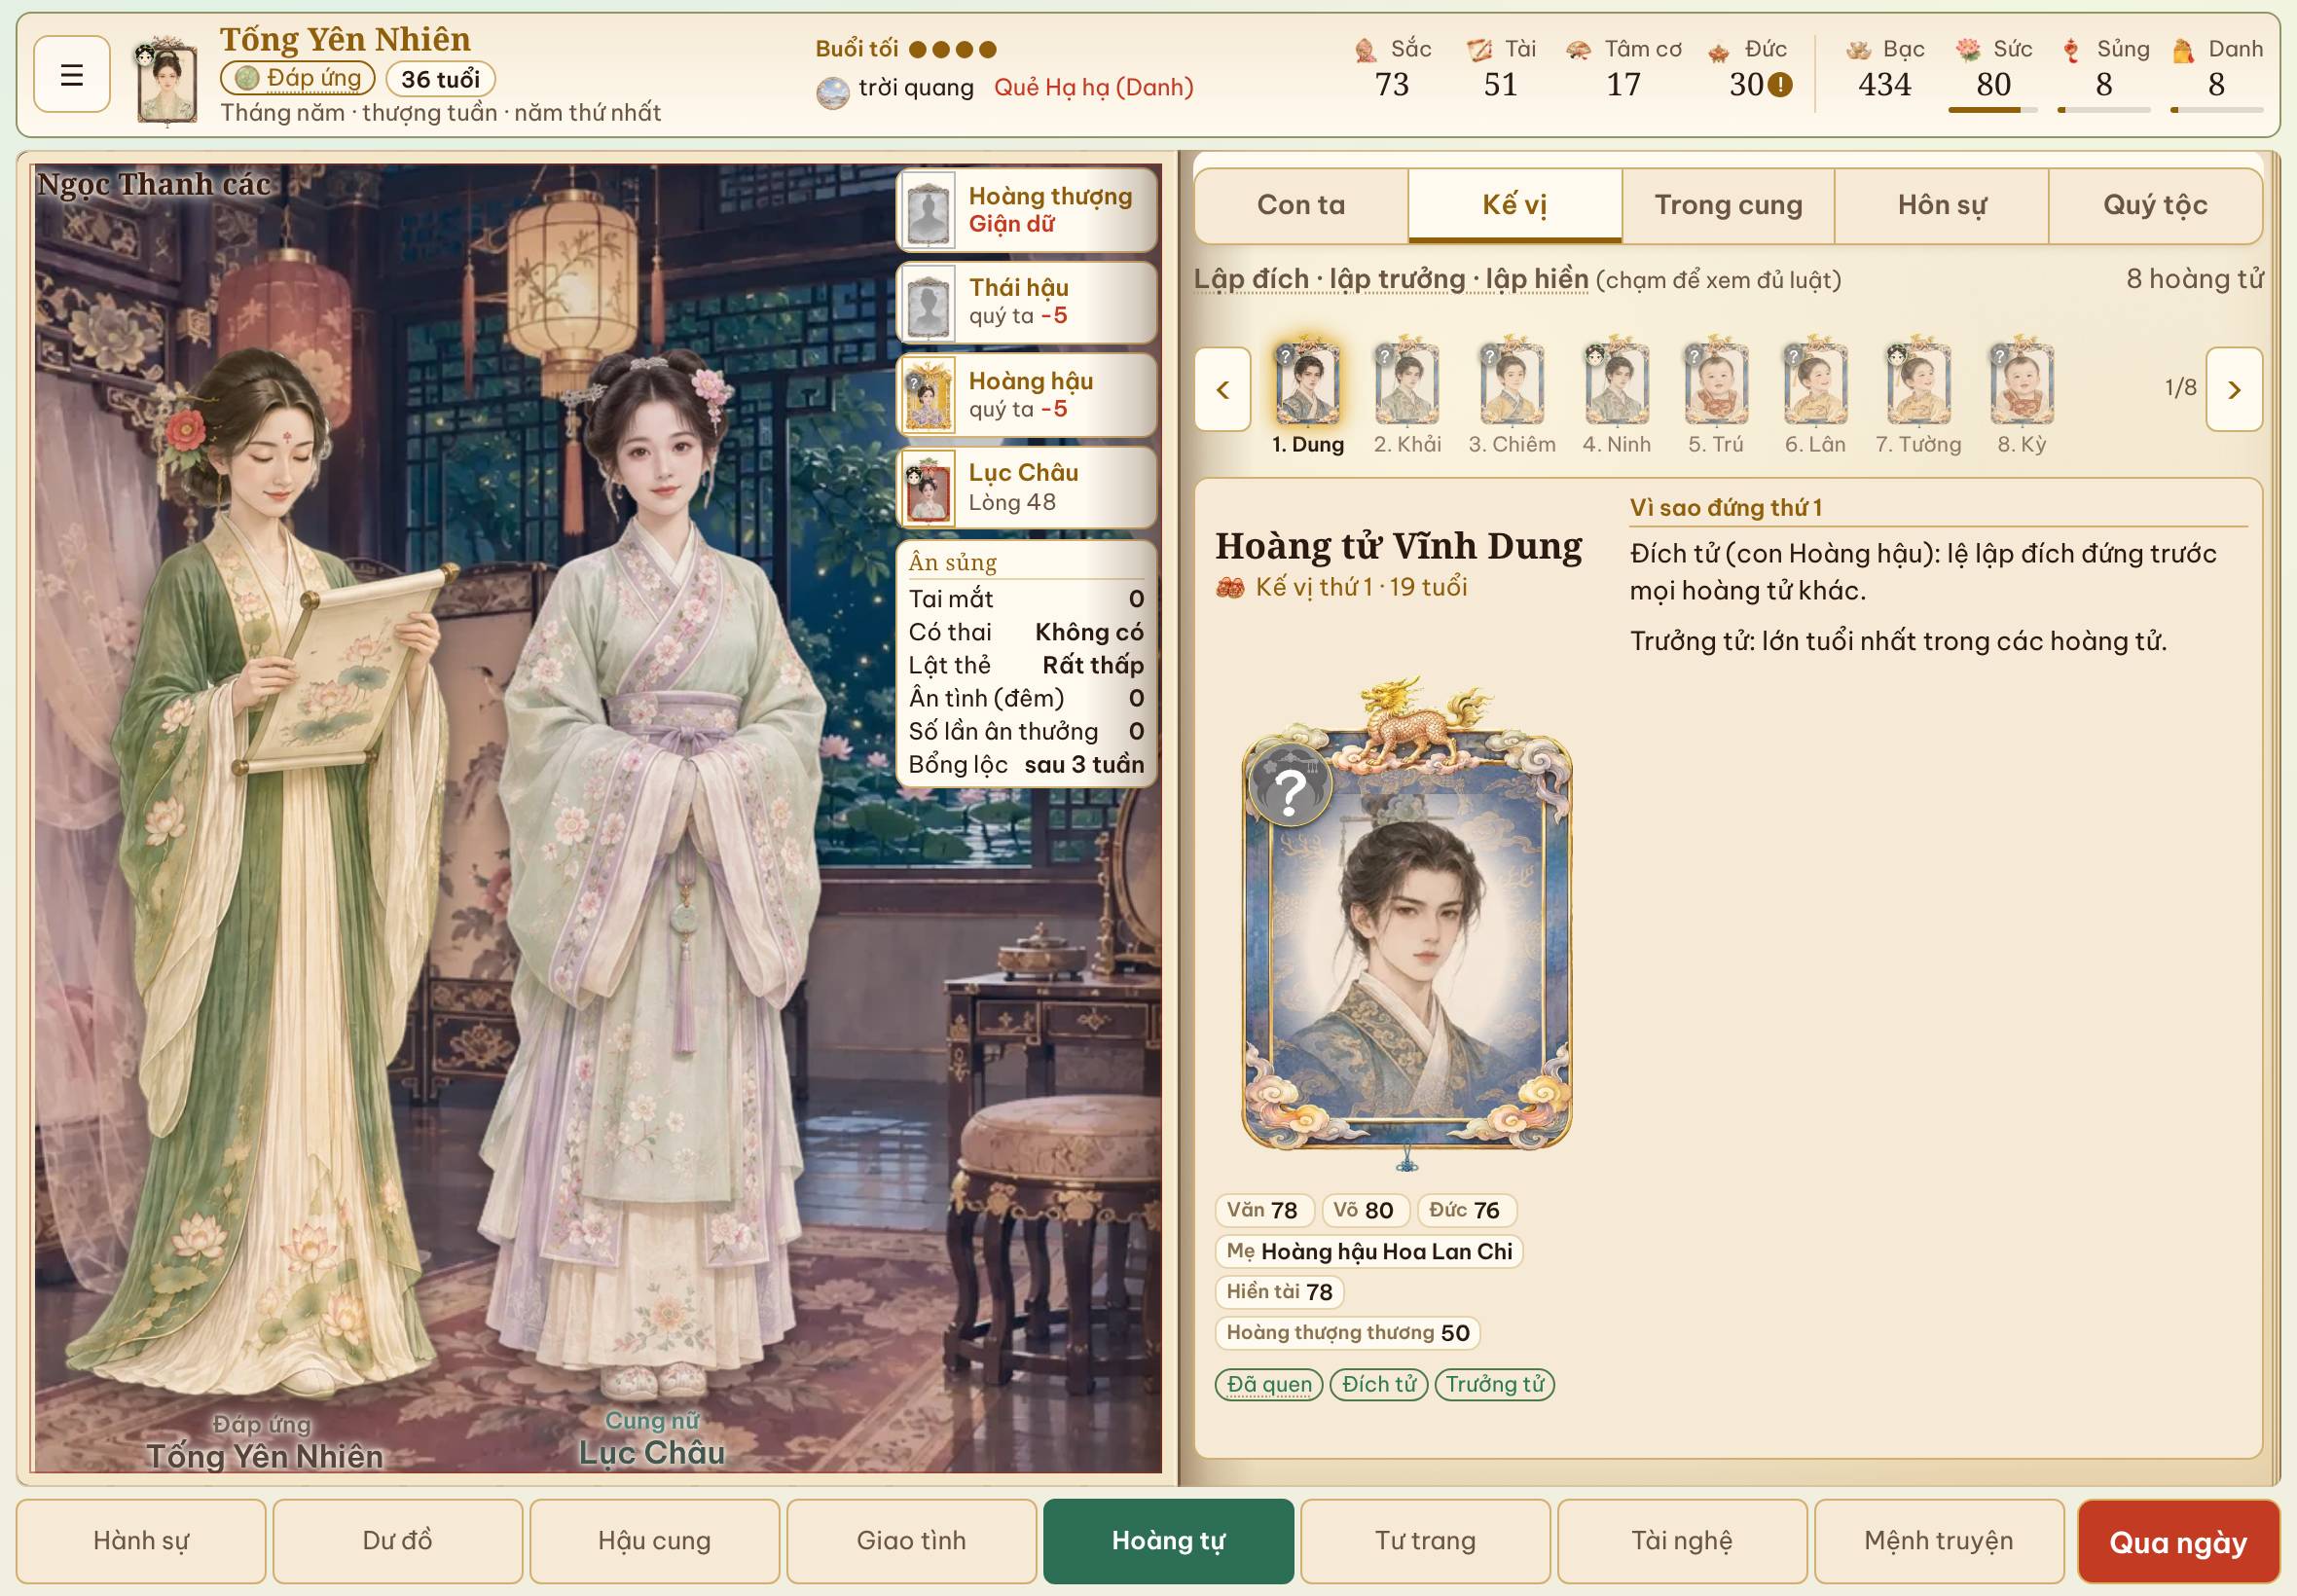 Tống Yên Nhiên
Đáp ứng
36 tuổi
Tháng năm · thượng tuần · năm thứ nhất
Buổi tối
trời quang Quẻ Hạ hạ (Danh)
Sắc Tài Tâm cơ Đức Bạc Sức Sủng Danh
73 51 17 30 ! 434 80 8 8
Ngọc Thanh các
Hoàng thượng
Giận dữ
Thái hậu
quý ta -5
Hoàng hậu
quý ta -5
Lục Châu
Lòng 48
Ân sủng
Tai mắt 0
Có thai Không có
Lật thẻ Rất thấp
Ân tình (đêm) 0
Số lần ân thưởng 0
Bổng lộc sau 3 tuần
Đáp ứng
Tống Yên Nhiên
Cung nữ
Lục Châu
Con ta Kế vị Trong cung Hôn sự Quý tộc
Lập đích · lập trưởng · lập hiền (chạm để xem đủ luật) 8 hoàng tử
1. Dung 2. Khải 3. Chiêm 4. Ninh 5. Trú 6. Lân 7. Tường 8. Kỳ
1/8
Hoàng tử Vĩnh Dung
Kế vị thứ 1 · 19 tuổi
?
Văn 78 Võ 80 Đức 76
Mẹ Hoàng hậu Hoa Lan Chi
Hiền tài 78
Hoàng thượng thương 50
Đã quen Đích tử Trưởng tử
Vì sao đứng thứ 1
Đích tử (con Hoàng hậu): lệ lập đích đứng trước
mọi hoàng tử khác.
Trưởng tử: lớn tuổi nhất trong các hoàng tử.
Hành sự Dư đồ Hậu cung Giao tình Hoàng tự Tư trang Tài nghệ Mệnh truyện Qua ngày